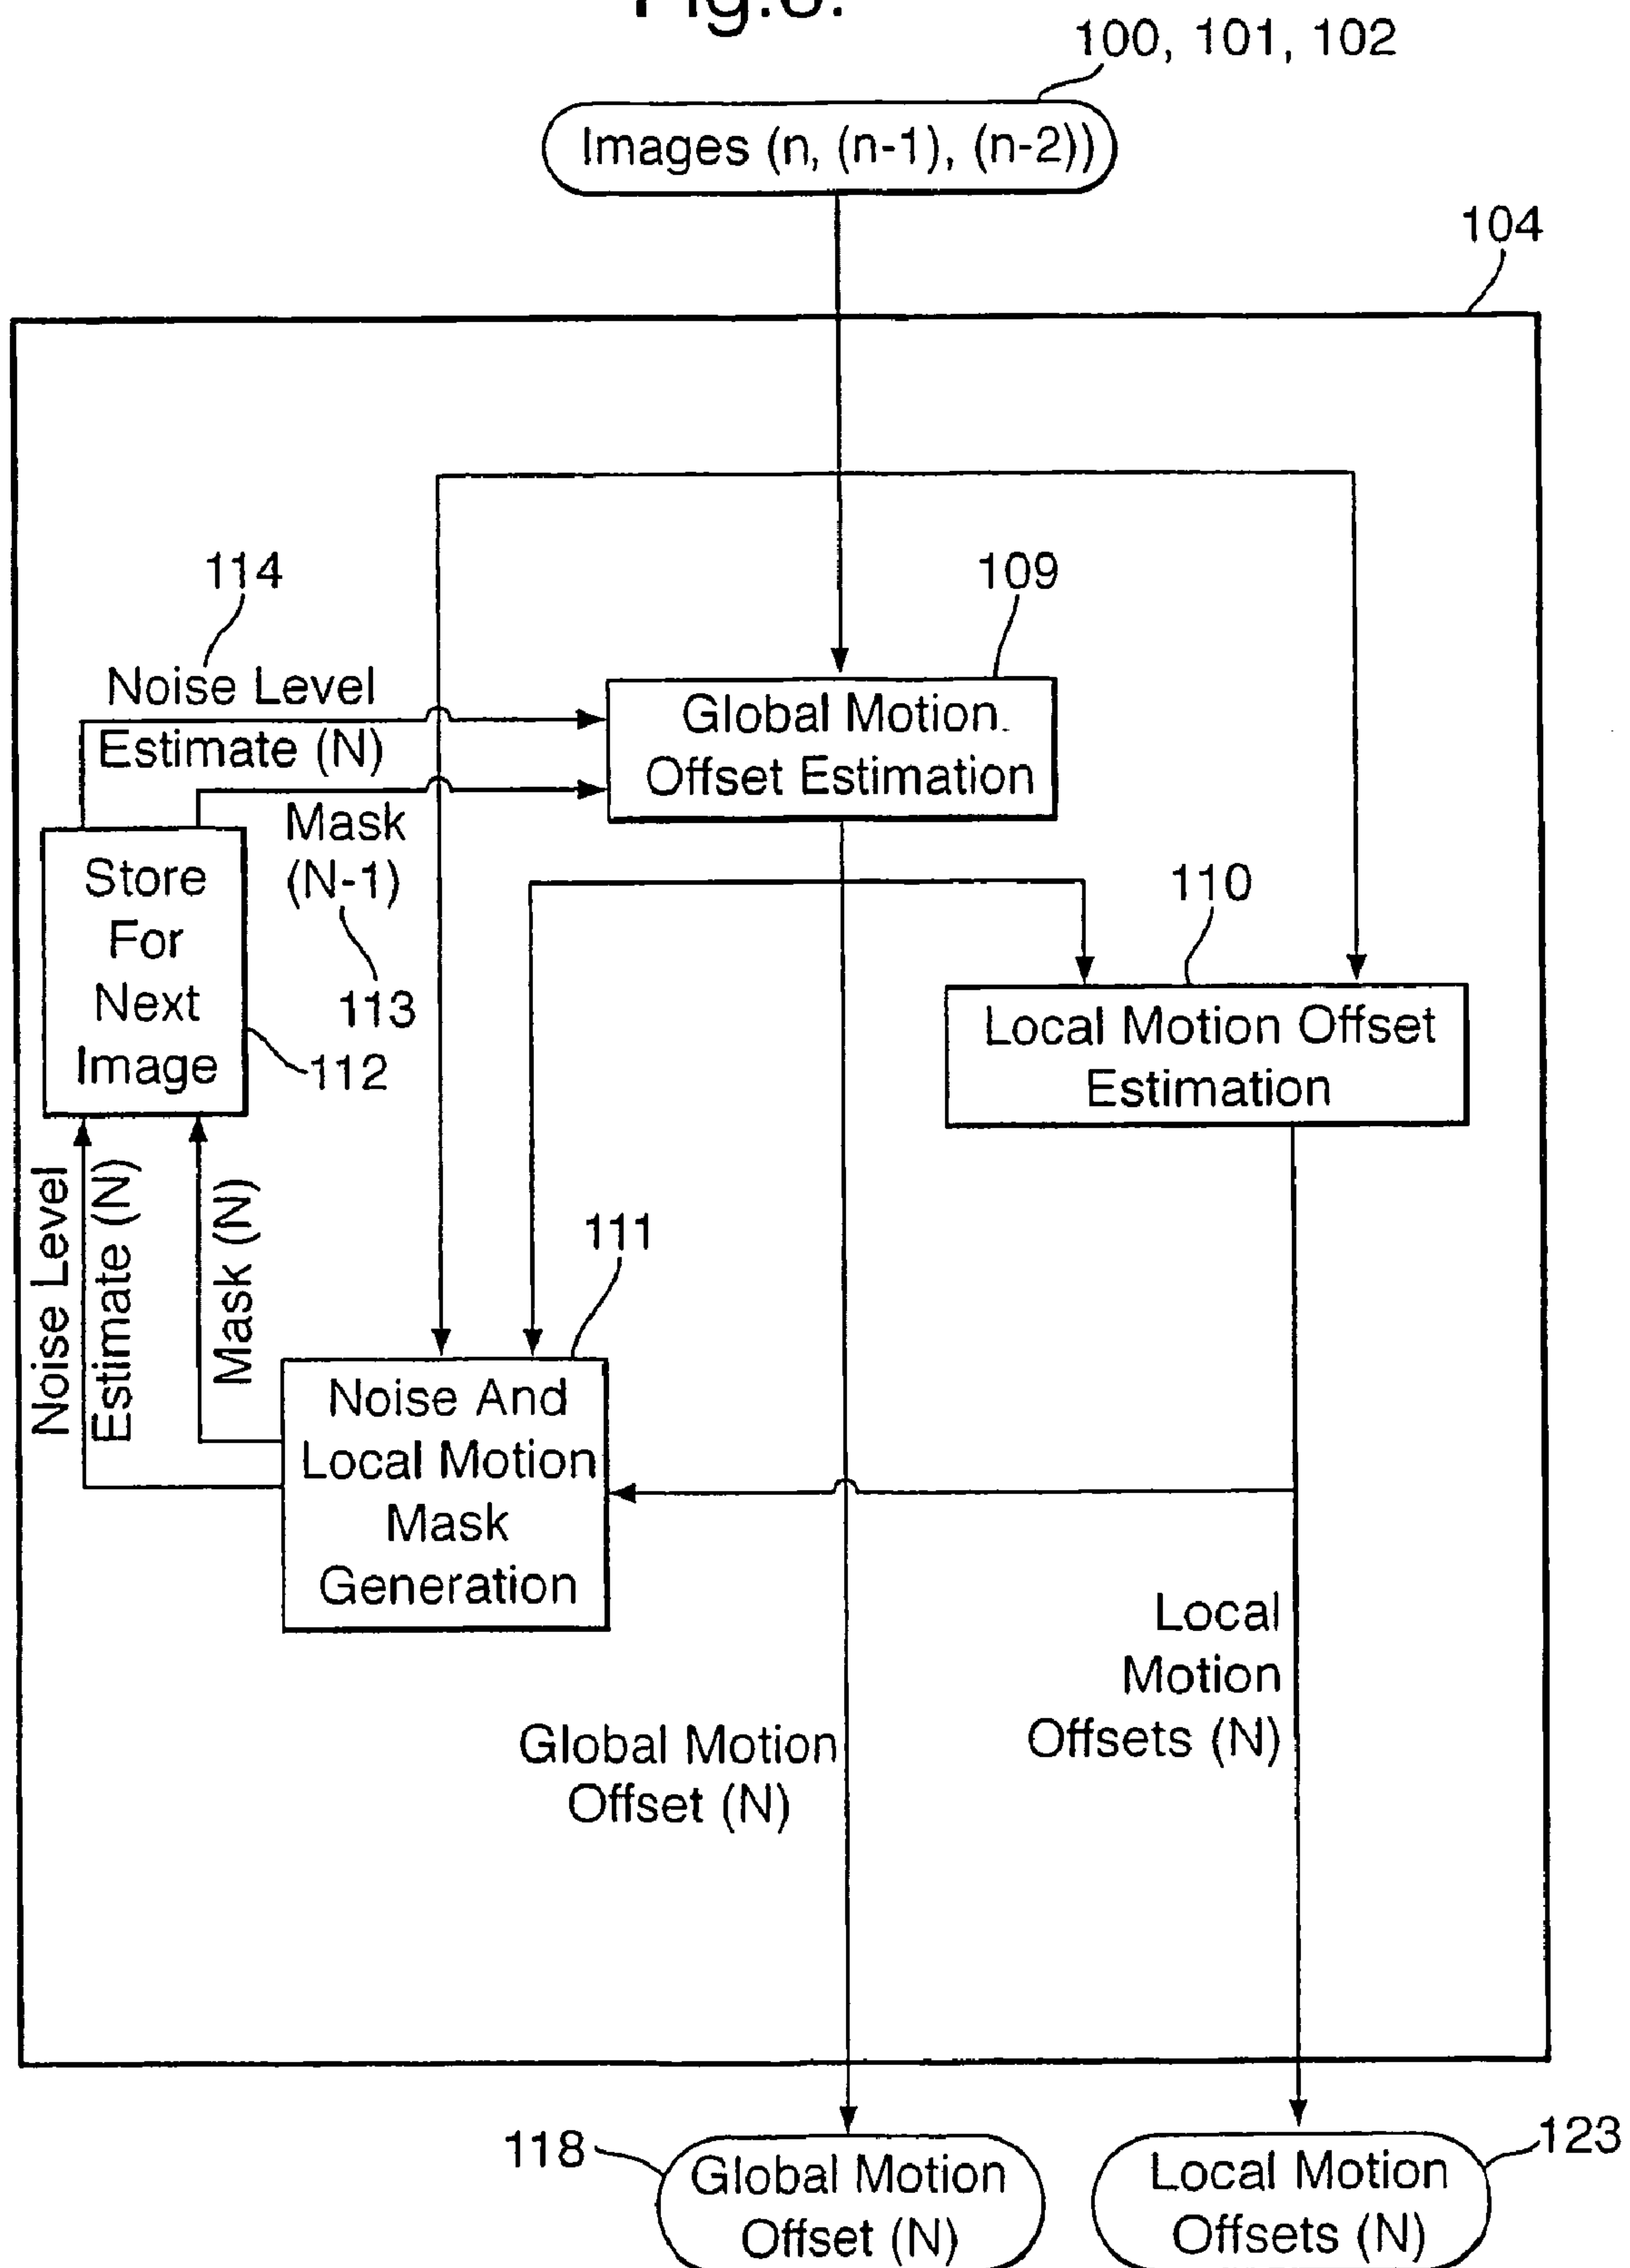 100, 101, 102
Images (n, (n-1), (n-2))
104
114
109
Noise Level
Estimate (N)
Global Motion
Offset Estimation
Mask
(N-1)
113
Store
For
Next
Image
112
110
Local Motion Offset
Estimation
Noise Level
Estimate (N)
Mask (N)
111
Noise And
Local Motion
Mask
Generation
Local
Motion
Offsets (N)
Global Motion
Offset (N)
118
Global Motion
Offset (N)
123
Local Motion
Offsets (N)